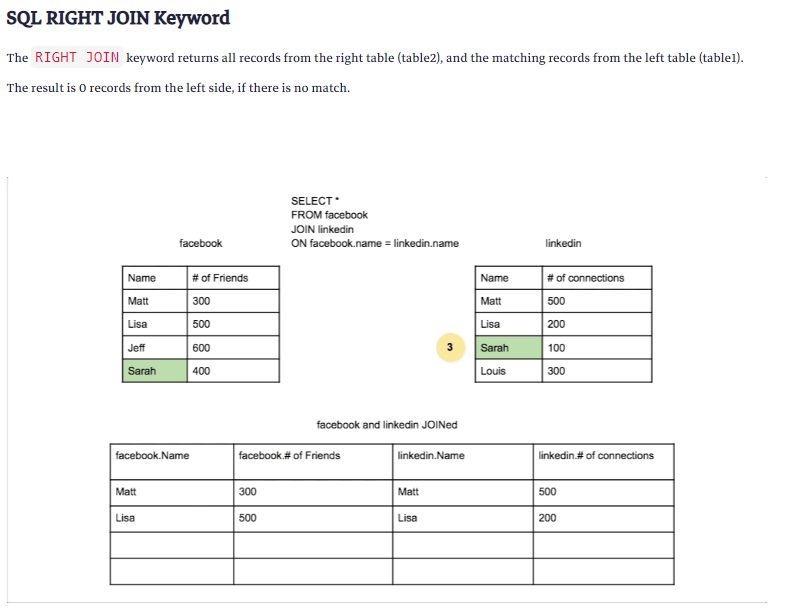 SQL RIGHT JOIN Keyword
The RIGHT JOIN keyword returns all records from the right table (table2), and the matching records from the left table (table1).
The result is 0 records from the left side, if there is no match.
SELECT *
FROM facebook
JOIN linkedin
ON facebook.name = linkedin.name
facebook
Name # of Friends
Matt 300
Lisa 500
Jeff 600
Sarah 400
linkedin
Name # of connections
Matt 500
Lisa 200
3 Sarah 100
Louis 300
facebook and linkedin JOINed
facebook.Name facebook.# of Friends linkedin.Name linkedin.# of connections
Matt 300 Matt 500
Lisa 500 Lisa 200